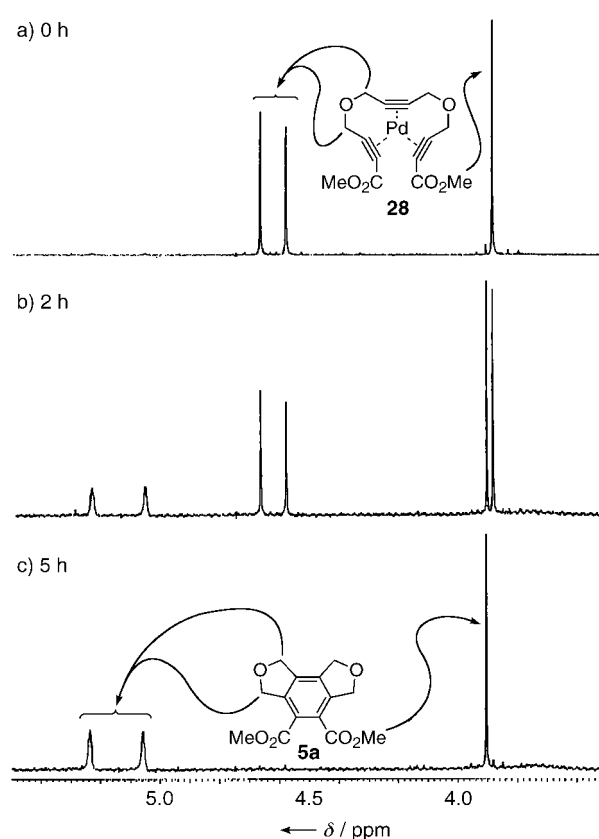 a) 0 h
O
O
Pd
MeO2C
CO2Me
28
b) 2 h
c) 5 h
O
O
MeO2C
CO2Me
5a
5.0
4.5
4.0
δ / ppm